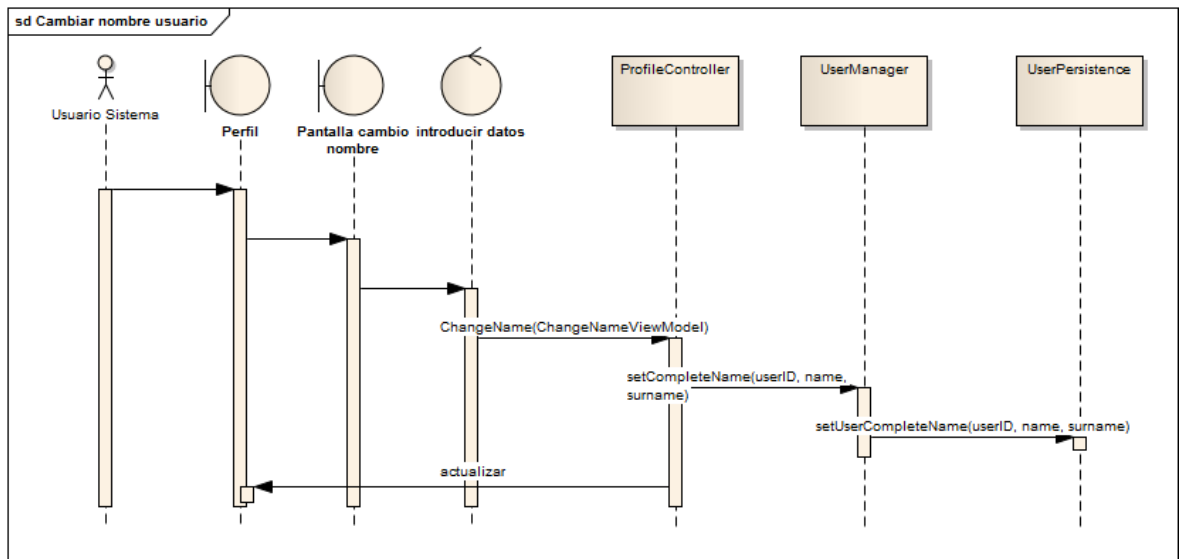 sd Cambiar nombre usuario
Usuario Sistema
Perfil
Pantalla cambio
nombre
introducir datos
ProfileController
UserManager
UserPersistence
ChangeName(ChangeNameViewModel)
setCompleteName(userID, name,
surname)
setUserCompleteName(userID, name, surname)
actualizar